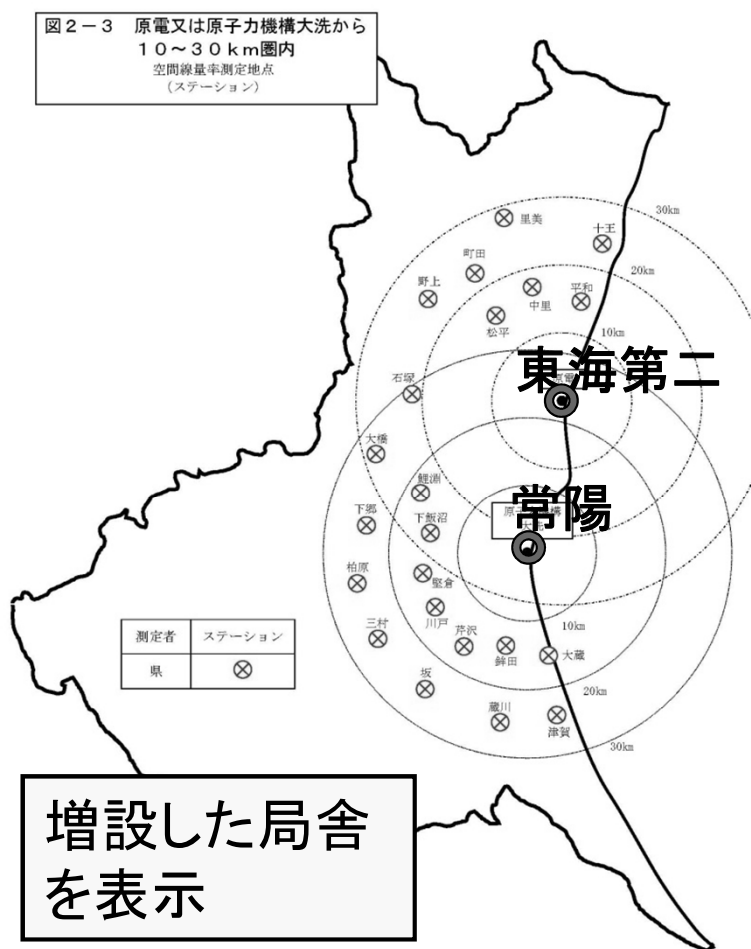 図２－３　原電又は原子力機構大洗から
１０～３０ｋｍ圏内
空間線量率測定地点
（ステーション）
30km
里美
十王
町田
20km
野上
中里
平和
松平
10km
石塚
東海第二
大橋
鯉淵
常陽
下郷
下飯沼
大洗
柏原
堅倉
川戸
10km
三村
芹沢
鉾田
大蔵
測定者
ステーション
県
坂
20km
蔵川
津賀
30km
増設した局舎
を表示